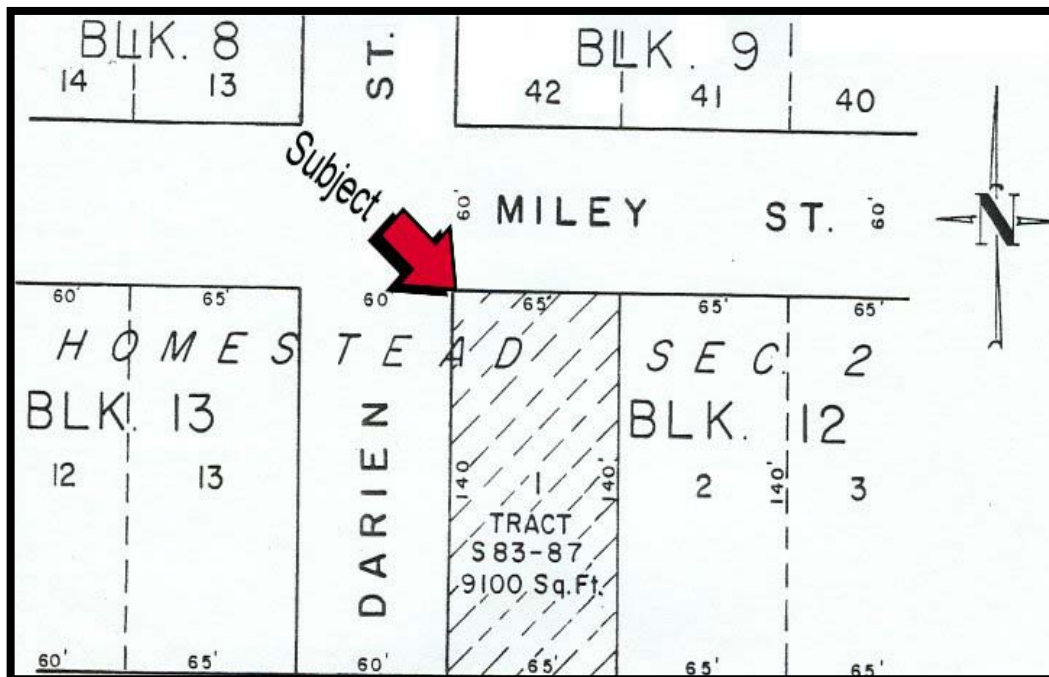 BLK. 8
14 13
ST.
BLK. 9
42 41 40
Subject
60'
MILEY ST.
60'
N
60' 65' 60' 65' 65' 65'
HOMESTEAD SEC. 2
BLK. 13
BLK. 12
12 13
DARIEN
140' 1 140' 2 140' 3
TRACT
S83-87
9100 Sq.Ft.
60' 65' 60' 65' 65' 65'